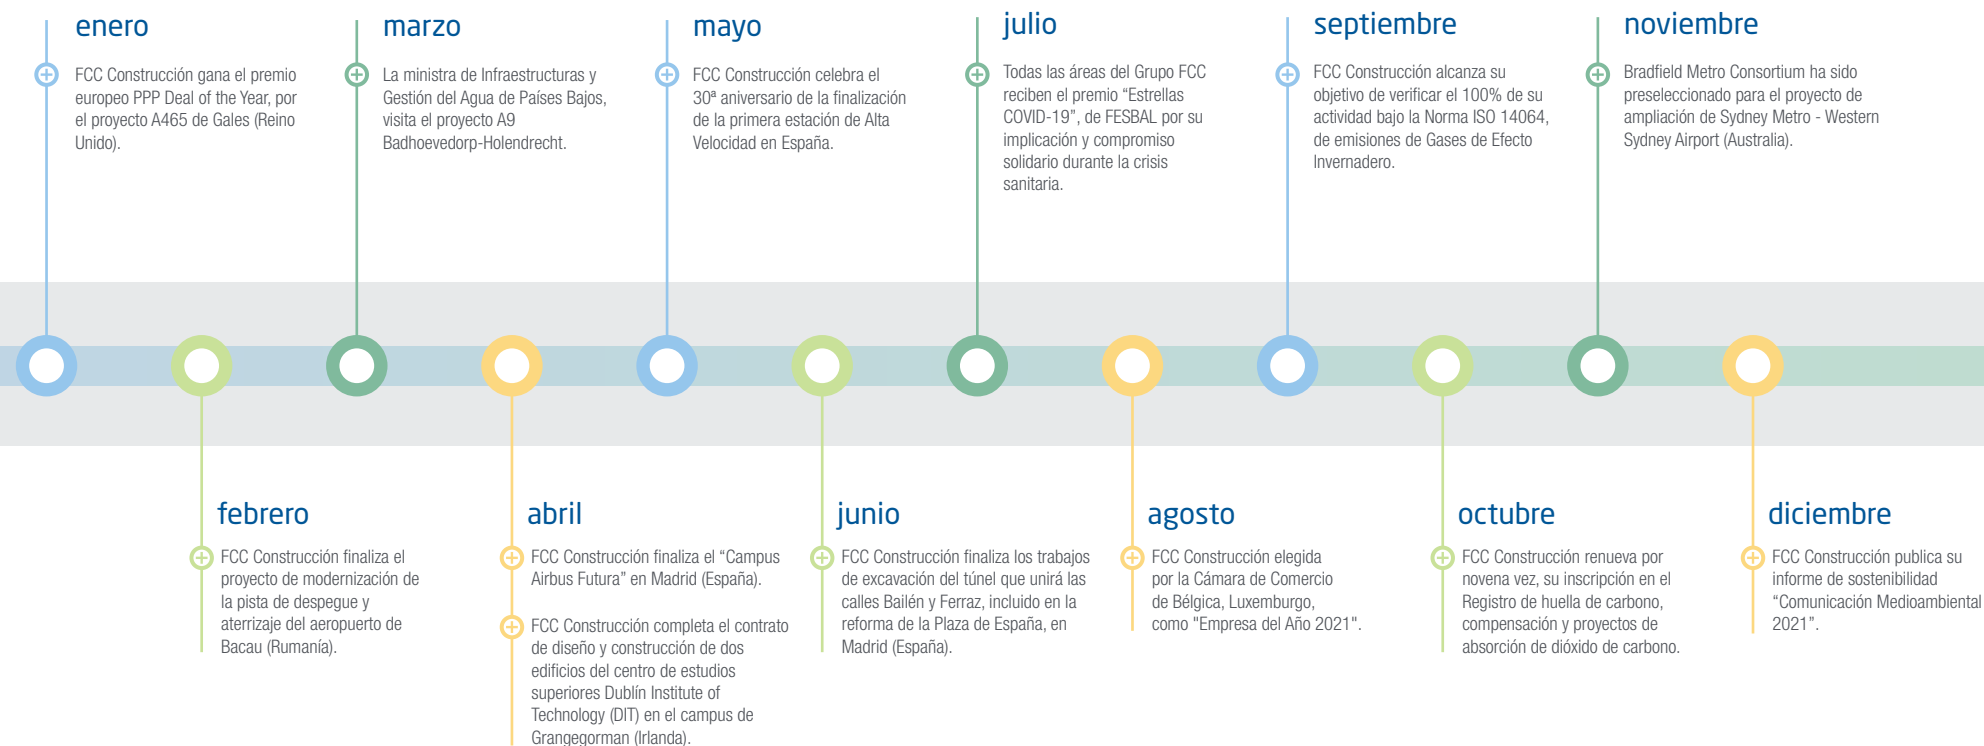 enero
FCC Construcción gana el premio
europeo PPP Deal of the Year, por
el proyecto A465 de Gales (Reino
Unido).
marzo
La ministra de Infraestructuras y
Gestión del Agua de Países Bajos,
visita el proyecto A9
Badhoevedorp-Holendrecht.
mayo
FCC Construcción celebra el
30ª aniversario de la finalización
de la primera estación de Alta
Velocidad en España.
julio
Todas las áreas del Grupo FCC
reciben el premio “Estrellas
COVID-19”, de FESBAL por su
implicación y compromiso
solidario durante la crisis
sanitaria.
septiembre
FCC Construcción alcanza su
objetivo de verificar el 100% de su
actividad bajo la Norma ISO 14064,
de emisiones de Gases de Efecto
Invernadero.
noviembre
Bradfield Metro Consortium ha sido
preseleccionado para el proyecto de
ampliación de Sydney Metro - Western
Sydney Airport (Australia).
febrero
FCC Construcción finaliza el
proyecto de modernización de
la pista de despegue y
aterrizaje del aeropuerto de
Bacau (Rumanía).
abril
FCC Construcción finaliza el “Campus
Airbus Futura” en Madrid (España).
FCC Construcción completa el contrato
de diseño y construcción de dos
edificios del centro de estudios
superiores Dublín Institute of
Technology (DIT) en el campus de
Grangegorman (Irlanda).
junio
FCC Construcción finaliza los trabajos
de excavación del túnel que unirá las
calles Bailén y Ferraz, incluido en la
reforma de la Plaza de España, en
Madrid (España).
agosto
FCC Construcción elegida
por la Cámara de Comercio
de Bélgica, Luxemburgo,
como "Empresa del Año 2021".
octubre
FCC Construcción renueva por
novena vez, su inscripción en el
Registro de huella de carbono,
compensación y proyectos de
absorción de dióxido de carbono.
diciembre
FCC Construcción publica su
informe de sostenibilidad
“Comunicación Medioambiental
2021”.